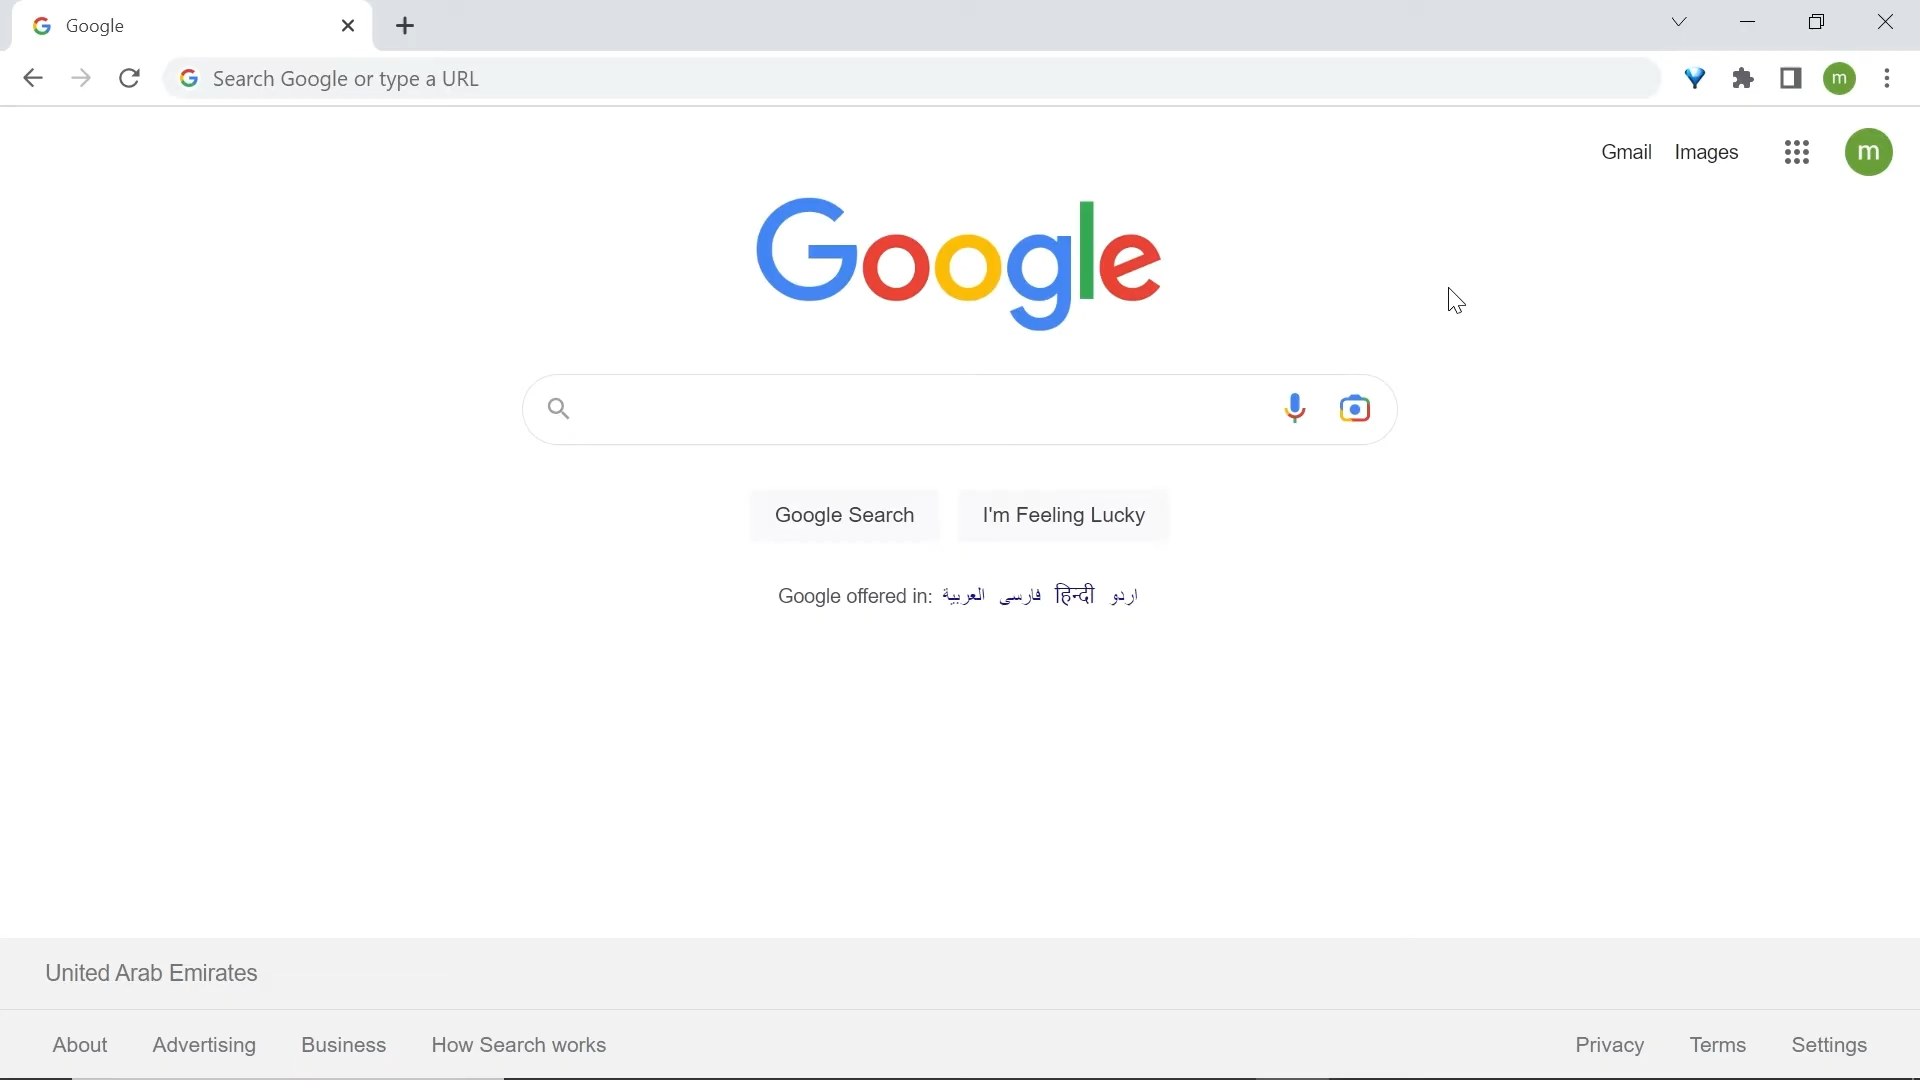 Google
Search Google or type a URL
m
Gmail Images
m
Google
Google Search
I'm Feeling Lucky
Google offered in: العربية فارسی हिन्दी اردو
United Arab Emirates
About Advertising Business How Search works
Privacy Terms Settings